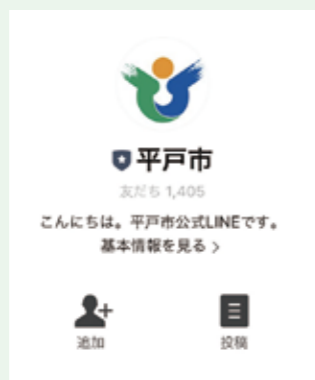 平戸市
友だち 1,405
こんにちは。平戸市公式LINEです。
基本情報を見る >
追加
投稿